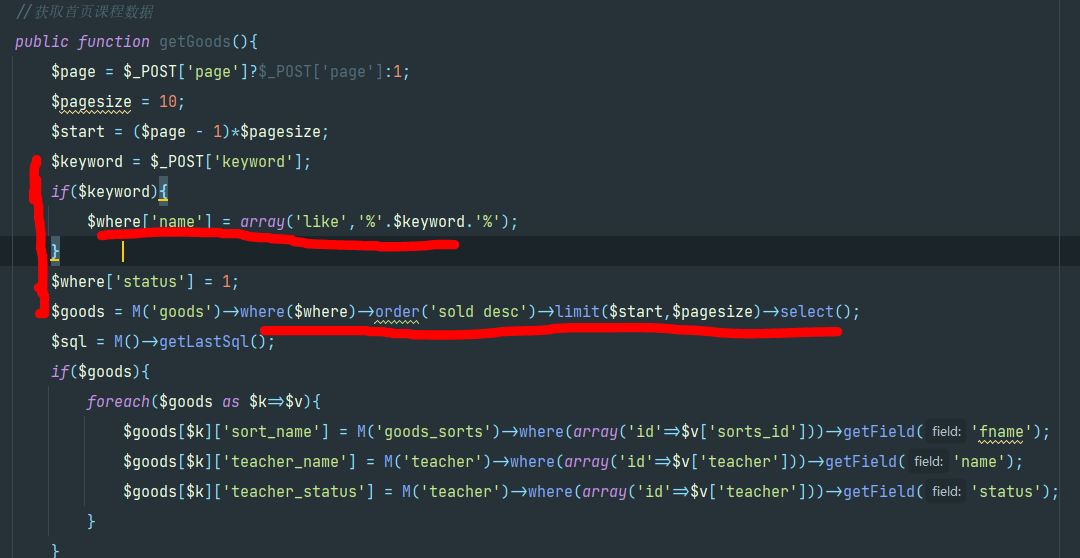 //获取首页课程数据
public function getGoods(){
$page = $_POST['page']?$_POST['page']:1;
$pagesize = 10;
$start = ($page - 1)*$pagesize;
$keyword = $_POST['keyword'];
if($keyword){
$where['name'] = array('like','%'.$keyword.'%');
}
$where['status'] = 1;
$goods = M('goods')->where($where)->order('sold desc')->limit($start,$pagesize)->select();
$sql = M()->getLastSql();
if($goods){
foreach($goods as $k=>$v){
$goods[$k]['sort_name'] = M('goods_sorts')->where(array('id'=>$v['sorts_id']))->getField( field: 'fname');
$goods[$k]['teacher_name'] = M('teacher')->where(array('id'=>$v['teacher']))->getField( field: 'name');
$goods[$k]['teacher_status'] = M('teacher')->where(array('id'=>$v['teacher']))->getField( field: 'status');
}
}